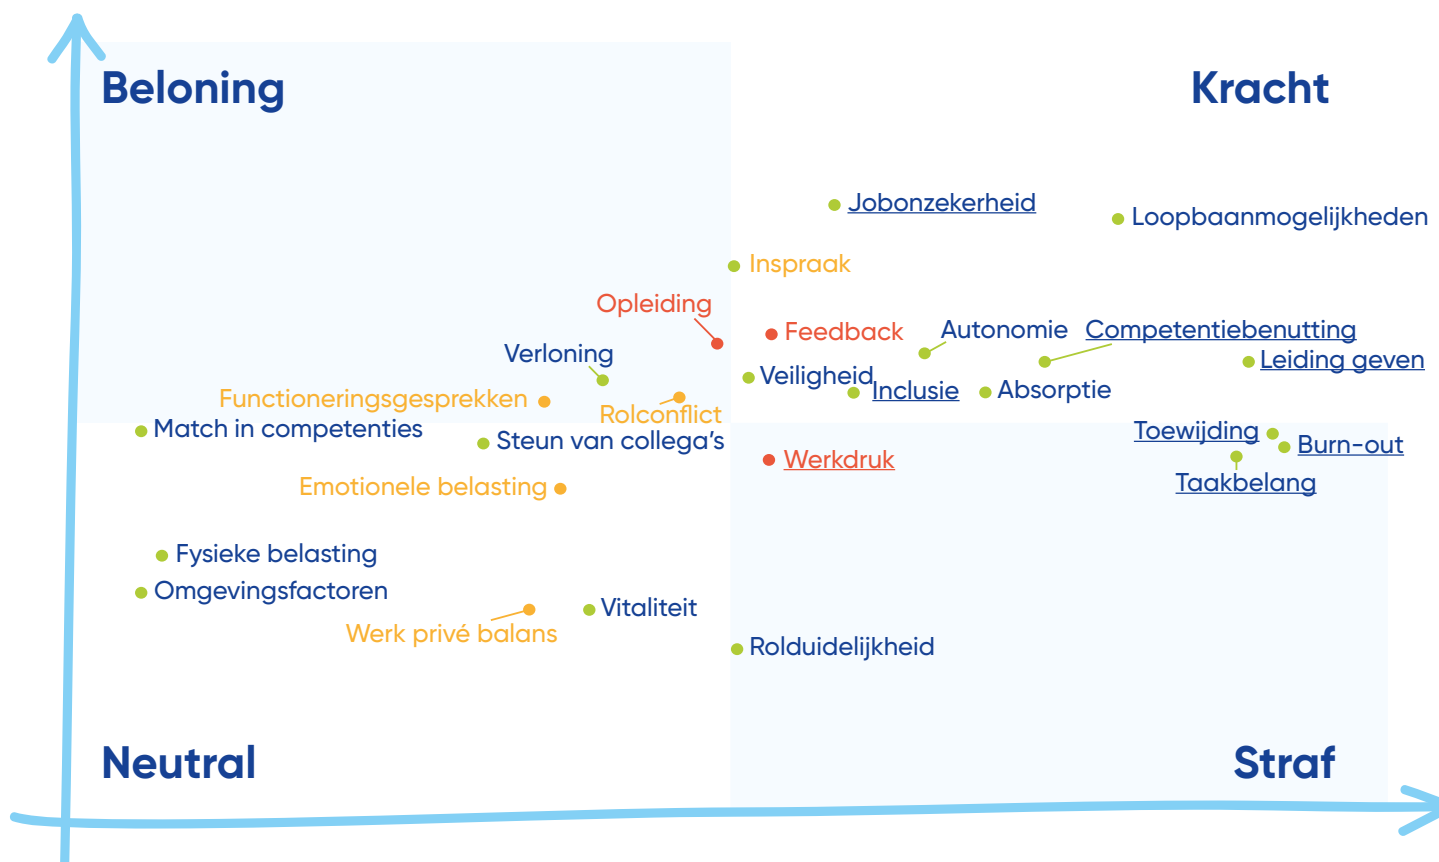 Beloning
Kracht
Jobonzekerheid
Loopbaanmogelijkheden
Inspraak
Opleiding
Feedback
Autonomie
Competentiebenutting
Verloning
Leiding geven
Veiligheid
Inclusie
Absorptie
Functioneringsgesprekken
Rolconflict
Match in competenties
Steun van collega's
Toewijding
Burn-out
Werkdruk
Taakbelang
Emotionele belasting
Fysieke belasting
Omgevingsfactoren
Vitaliteit
Werk privé balans
Rolduidelijkheid
Neutral
Straf